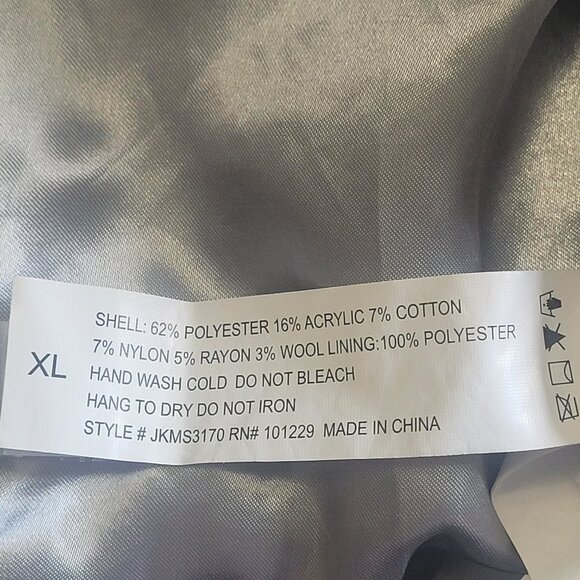 XL
SHELL: 62% POLYESTER 16% ACRYLIC 7% COTTON
7% NYLON 5% RAYON 3% WOOL LINING:100% POLYESTER
HAND WASH COLD DO NOT BLEACH
HANG TO DRY DO NOT IRON
STYLE # JKMS3170 RN# 101229 MADE IN CHINA